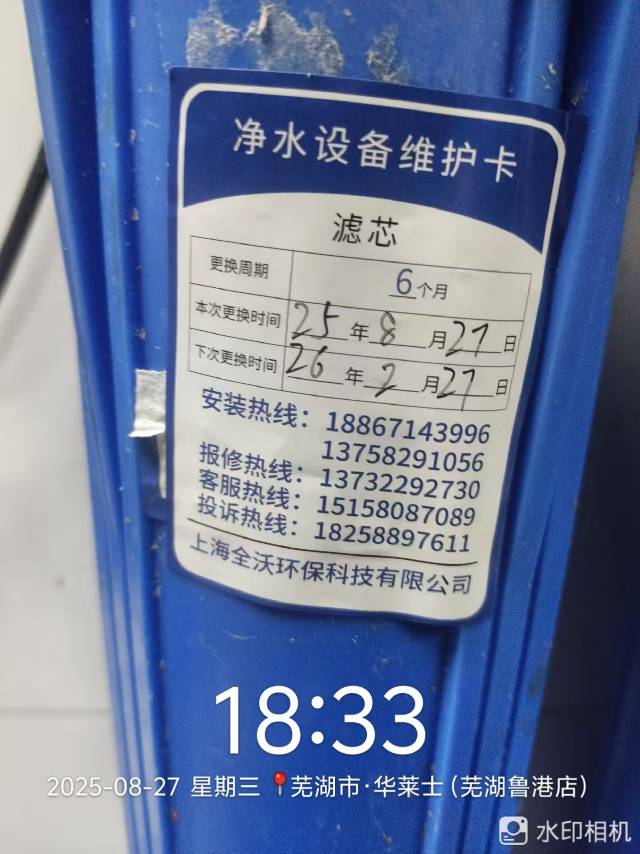 净水设备维护卡
滤芯
更换周期 6个月
本次更换时间 25年8月27日
下次更换时间 26年2月27日
安装热线：18867143996
13758291056
报修热线：13732292730
客服热线：15158087089
投诉热线：18258897611
上海全沃环保科技有限公司
18:33
2025-08-27 星期三 芜湖市·华莱士（芜湖鲁港店）
水印相机